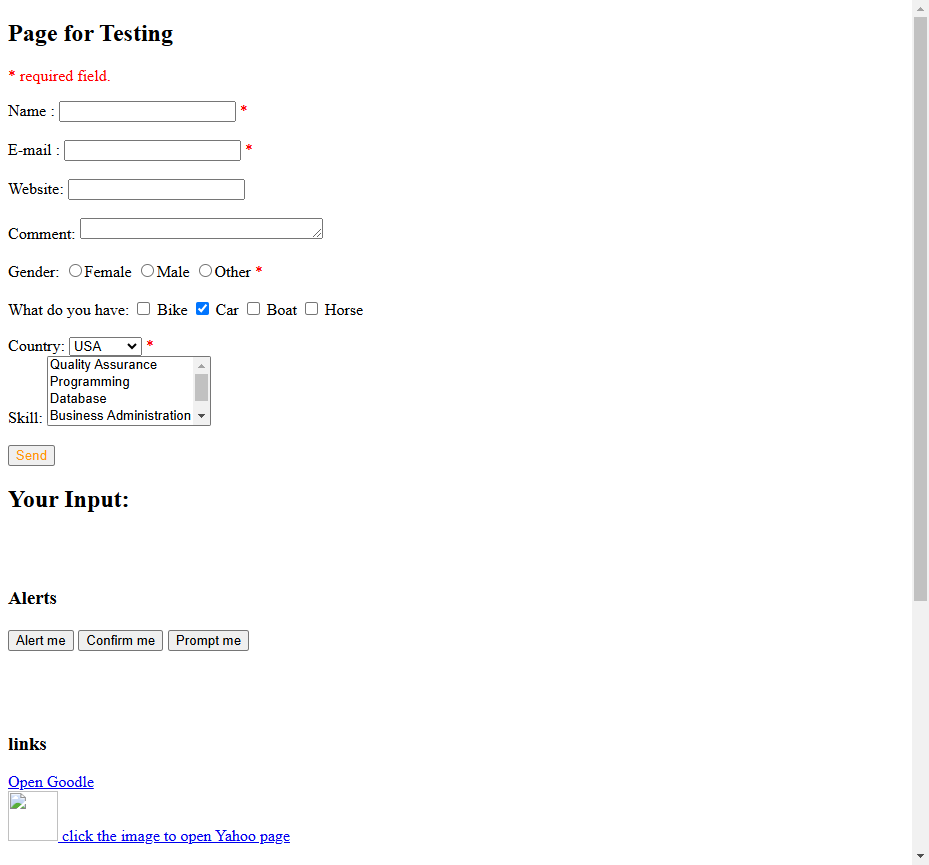 Page for Testing
* required field.
Name : *
E-mail : *
Website:
Comment:
Gender: Female Male Other *
What do you have: Bike Car Boat Horse
Country: USA *
Quality Assurance
Programming
Database
Skill: Business Administration
Send
Your Input:
Alerts
Alert me Confirm me Prompt me
links
Open Goodle
click the image to open Yahoo page